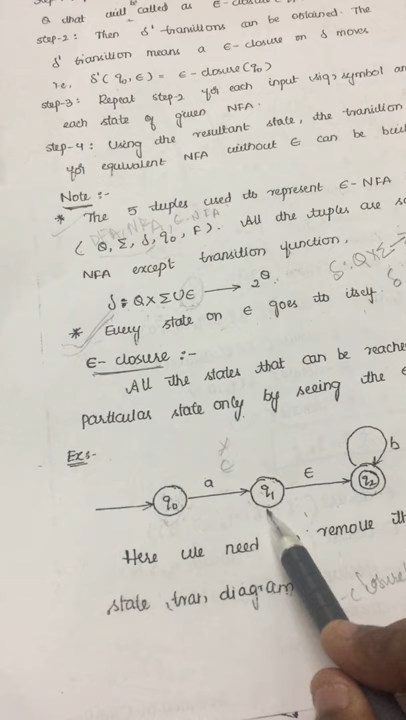 Q that will called as ε-closure
step-2: Then δ' transitions can be obtained. The
δ' transition means a ε-closure on δ moves
i.e. δ'(q₀,ε) = ε-closure(q₀)
step-3: Repeat step-2 for each input symbol an
each state of given NFA.
step-4: Using the resultant state, the
for equivalent NFA without ε can be
Note :-
* The 5 tuples used to represent ε-NFA
(Q, Σ, δ, q₀, F). All the tuples are
NFA except transition function.
δ: Q×ΣUε → 2^Q
δ: Q×Σ
* Every state on ε goes to itself.
ε-closure :-
All the states that can be reache
particular state only by seeing the ε
Ex:-
q₀ a q₁ ε q₂ b
Here we need remove
state, tran, diagram